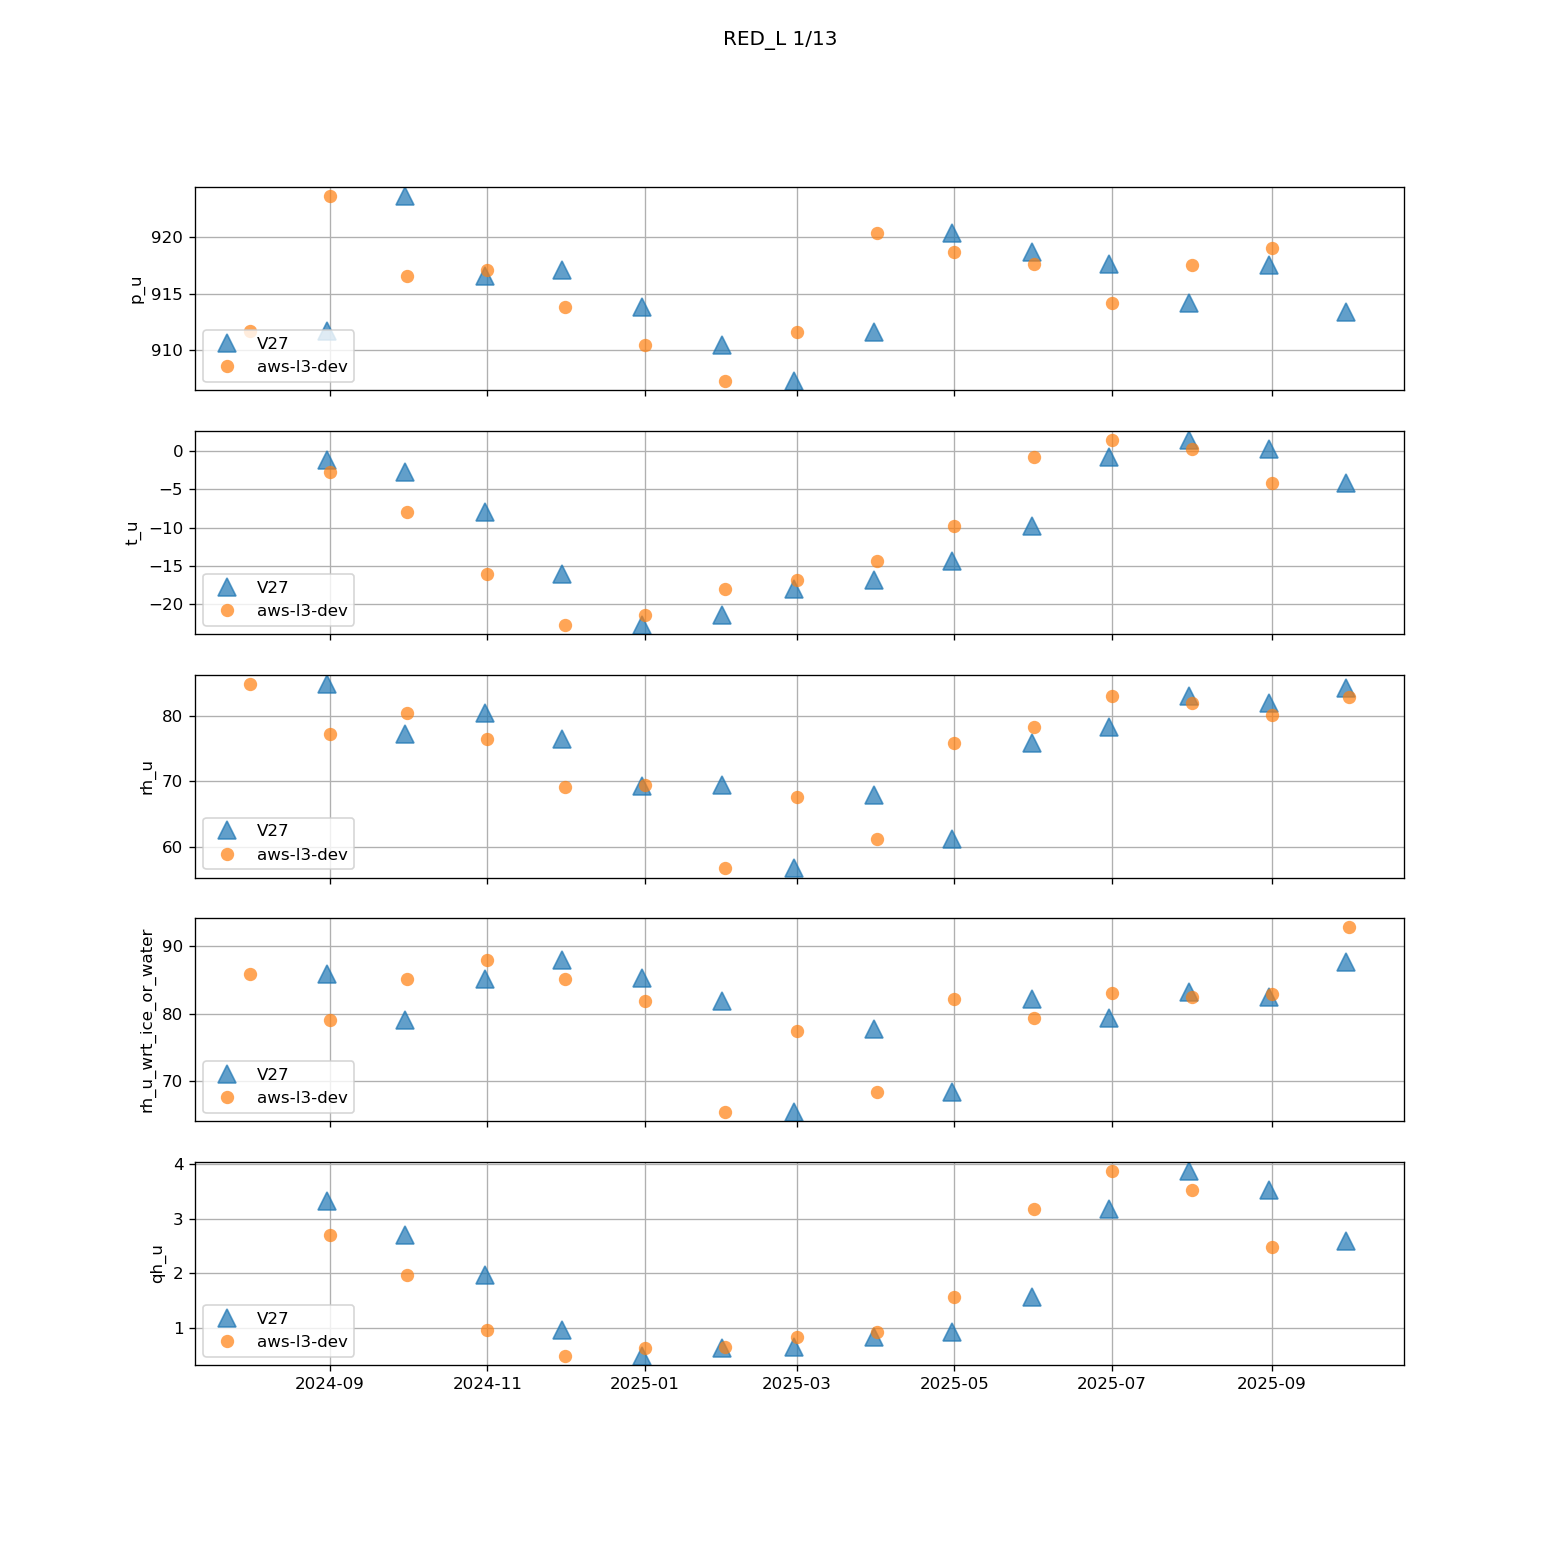 RED_L 1/13
920
915
910
p_u
V27
aws-l3-dev
0
−5
−10
−15
−20
t_u
V27
aws-l3-dev
80
70
60
rh_u
V27
aws-l3-dev
90
80
70
rh_u_wrt_ice_or_water
V27
aws-l3-dev
4
3
2
1
qh_u
V27
aws-l3-dev
2024-09 2024-11 2025-01 2025-03 2025-05 2025-07 2025-09